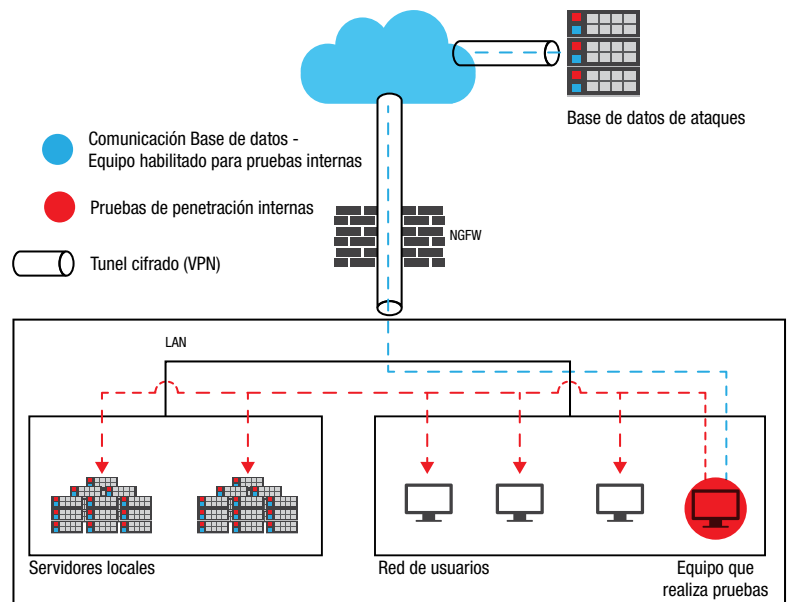 Base de datos de ataques
Comunicación Base de datos -
Equipo habilitado para pruebas internas
Pruebas de penetración internas
NGFW
Tunel cifrado (VPN)
LAN
Servidores locales
Red de usuarios
Equipo que
realiza pruebas